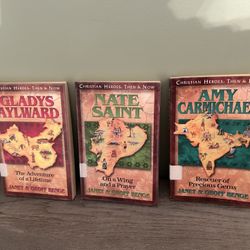 CHRISTIAN HEROES: THEN & NOW
GLADYS
AYLWARD
The Adventure
of a Lifetime
JANET & GEOFF BENGE
CHRISTIAN HEROES: THEN & NOW
NATE
SAINT
On a Wing
and a Prayer
JANET & GEOFF BENGE
CHRISTIAN HEROES: THEN & NOW
AMY
CARMICHAEL
Rescuer of
Precious Gems
JANET & GEOFF BENGE